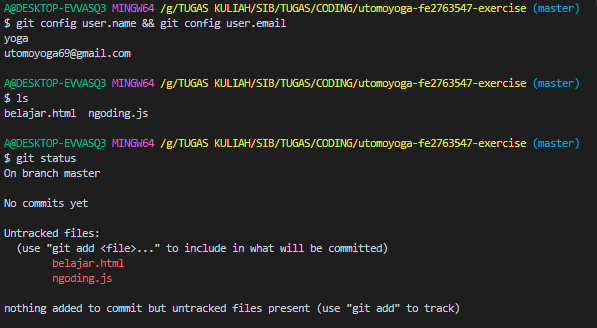 A@DESKTOP-EVVASQ3 MINGW64 /g/TUGAS KULIAH/SIB/TUGAS/CODING/utomoyoga-fe2763547-exercise (master)
$ git config user.name && git config user.email
yoga
utomoyoga69@gmail.com
A@DESKTOP-EVVASQ3 MINGW64 /g/TUGAS KULIAH/SIB/TUGAS/CODING/utomoyoga-fe2763547-exercise (master)
$ ls
belajar.html  ngoding.js
A@DESKTOP-EVVASQ3 MINGW64 /g/TUGAS KULIAH/SIB/TUGAS/CODING/utomoyoga-fe2763547-exercise (master)
$ git status
On branch master
No commits yet
Untracked files:
  (use "git add <file>..." to include in what will be committed)
        belajar.html
        ngoding.js
nothing added to commit but untracked files present (use "git add" to track)